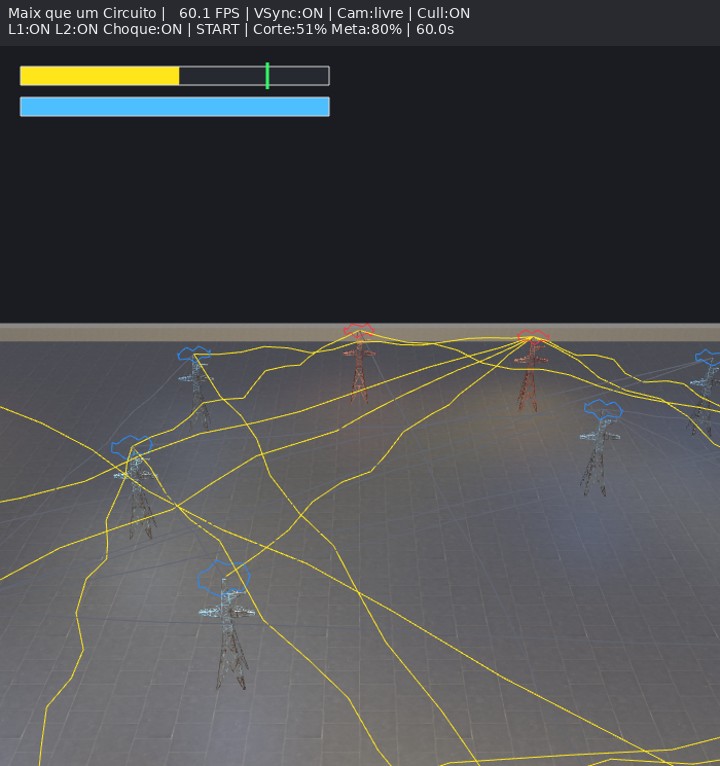 Maix que um Circuito | 60.1 FPS | VSync:ON | Cam:livre | Cull:ON
L1:ON L2:ON Choque:ON | START | Corte:51% Meta:80% | 60.0s